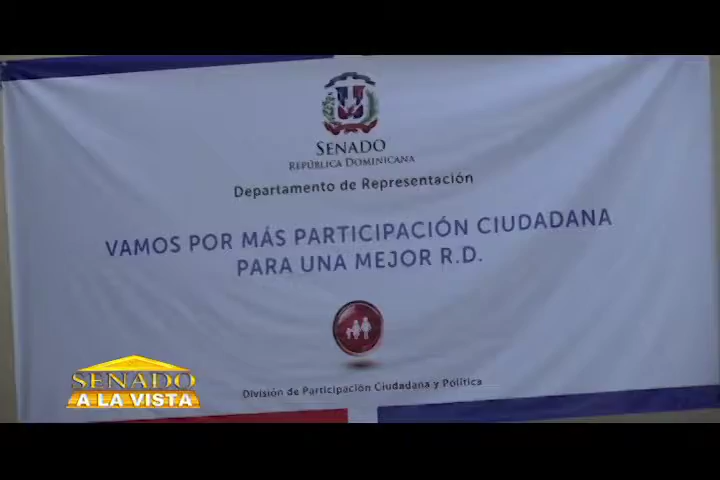 SENADO
REPÚBLICA DOMINICANA
Departamento de Representación
VAMOS POR MÁS PARTICIPACIÓN CIUDADANA
PARA UNA MEJOR R.D.
División de Participación Ciudadana y Política
SENADO
A LA VISTA